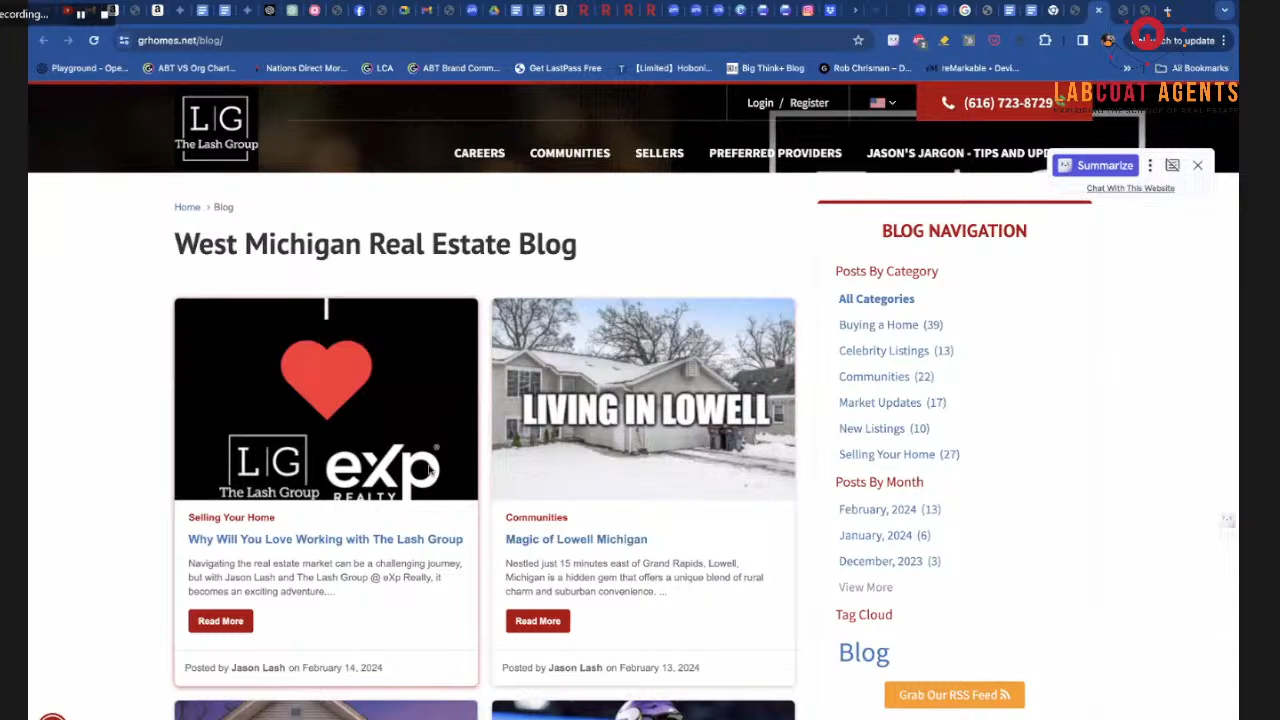 ecording...
grhomes.net/blog/
to update
Playground – Ope...
ABT VS Org Chart...
Nations Direct Mor...
LCA
ABT Brand Comm...
Get LastPass Free
[Limited] Hoboni...
Big Think+ Blog
Rob Chrisman – D...
reMarkable • Devi...
»
All Bookmarks
LABCOAT AGENTS
EXPLORING THE SCIENCE OF REAL ESTATE
L|G
The Lash Group
Login / Register
(616) 723-8729
CAREERS COMMUNITIES SELLERS PREFERRED PROVIDERS JASON'S JARGON - TIPS AND UPD
Summarize
Chat With This Website
Home › Blog
West Michigan Real Estate Blog
L|G
The Lash Group
eXp®
REALTY
Selling Your Home
Why Will You Love Working with The Lash Group
Navigating the real estate market can be a challenging journey,
but with Jason Lash and The Lash Group @ eXp Realty, it
becomes an exciting adventure....
Read More
Posted by Jason Lash on February 14, 2024
LIVING IN LOWELL
Communities
Magic of Lowell Michigan
Nestled just 15 minutes east of Grand Rapids, Lowell,
Michigan is a hidden gem that offers a unique blend of rural
charm and suburban convenience. ...
Read More
Posted by Jason Lash on February 13, 2024
BLOG NAVIGATION
Posts By Category
All Categories
Buying a Home (39)
Celebrity Listings (13)
Communities (22)
Market Updates (17)
New Listings (10)
Selling Your Home (27)
Posts By Month
February, 2024 (13)
January, 2024 (6)
December, 2023 (3)
View More
Tag Cloud
Blog
Grab Our RSS Feed